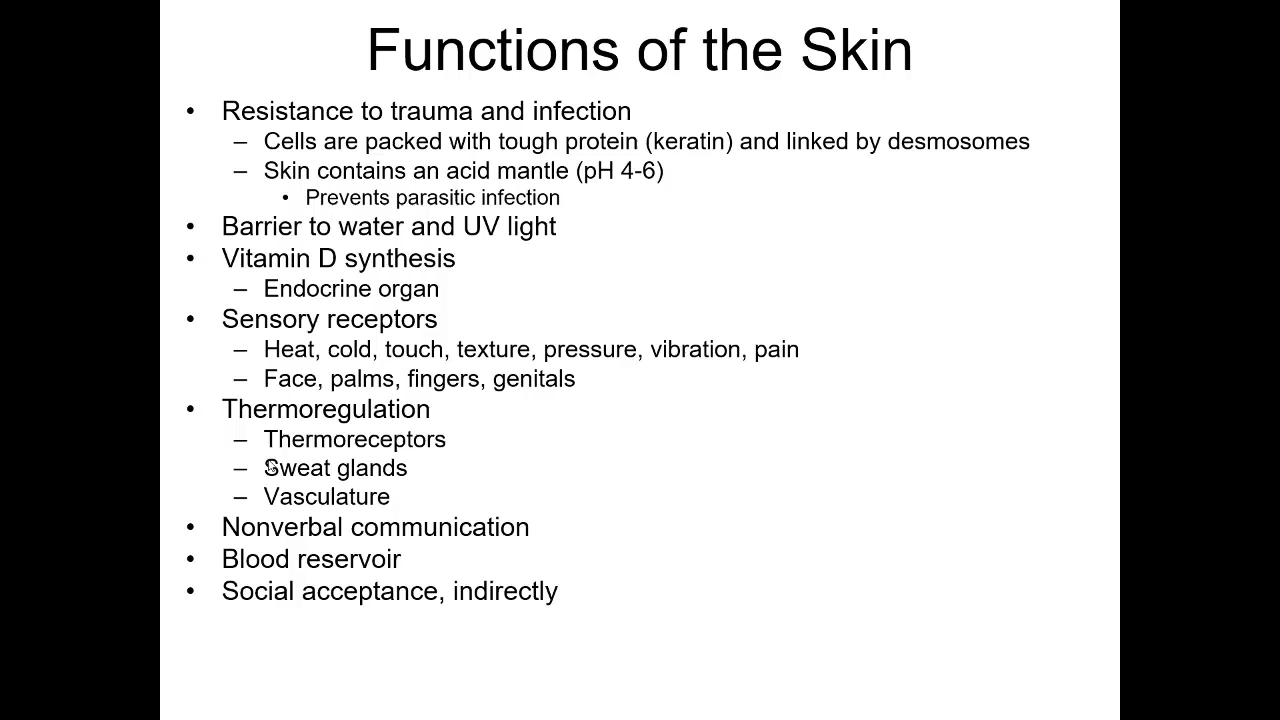 Functions of the Skin
• Resistance to trauma and infection
– Cells are packed with tough protein (keratin) and linked by desmosomes
– Skin contains an acid mantle (pH 4-6)
• Prevents parasitic infection
• Barrier to water and UV light
• Vitamin D synthesis
– Endocrine organ
• Sensory receptors
– Heat, cold, touch, texture, pressure, vibration, pain
– Face, palms, fingers, genitals
• Thermoregulation
– Thermoreceptors
– Sweat glands
– Vasculature
• Nonverbal communication
• Blood reservoir
• Social acceptance, indirectly